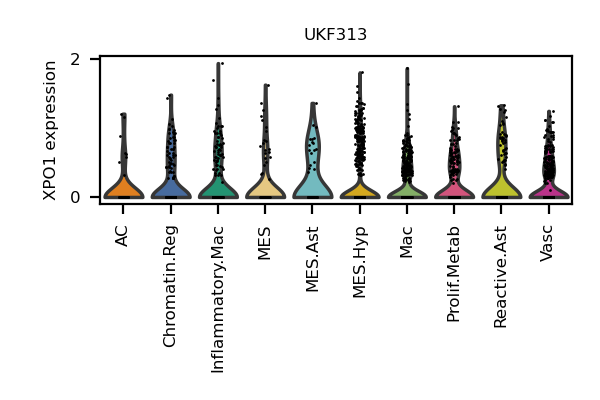 UKF313
XPO1 expression
2
0
AC
Chromatin.Reg
Inflammatory.Mac
MES
MES.Ast
MES.Hyp
Mac
Prolif.Metab
Reactive.Ast
Vasc